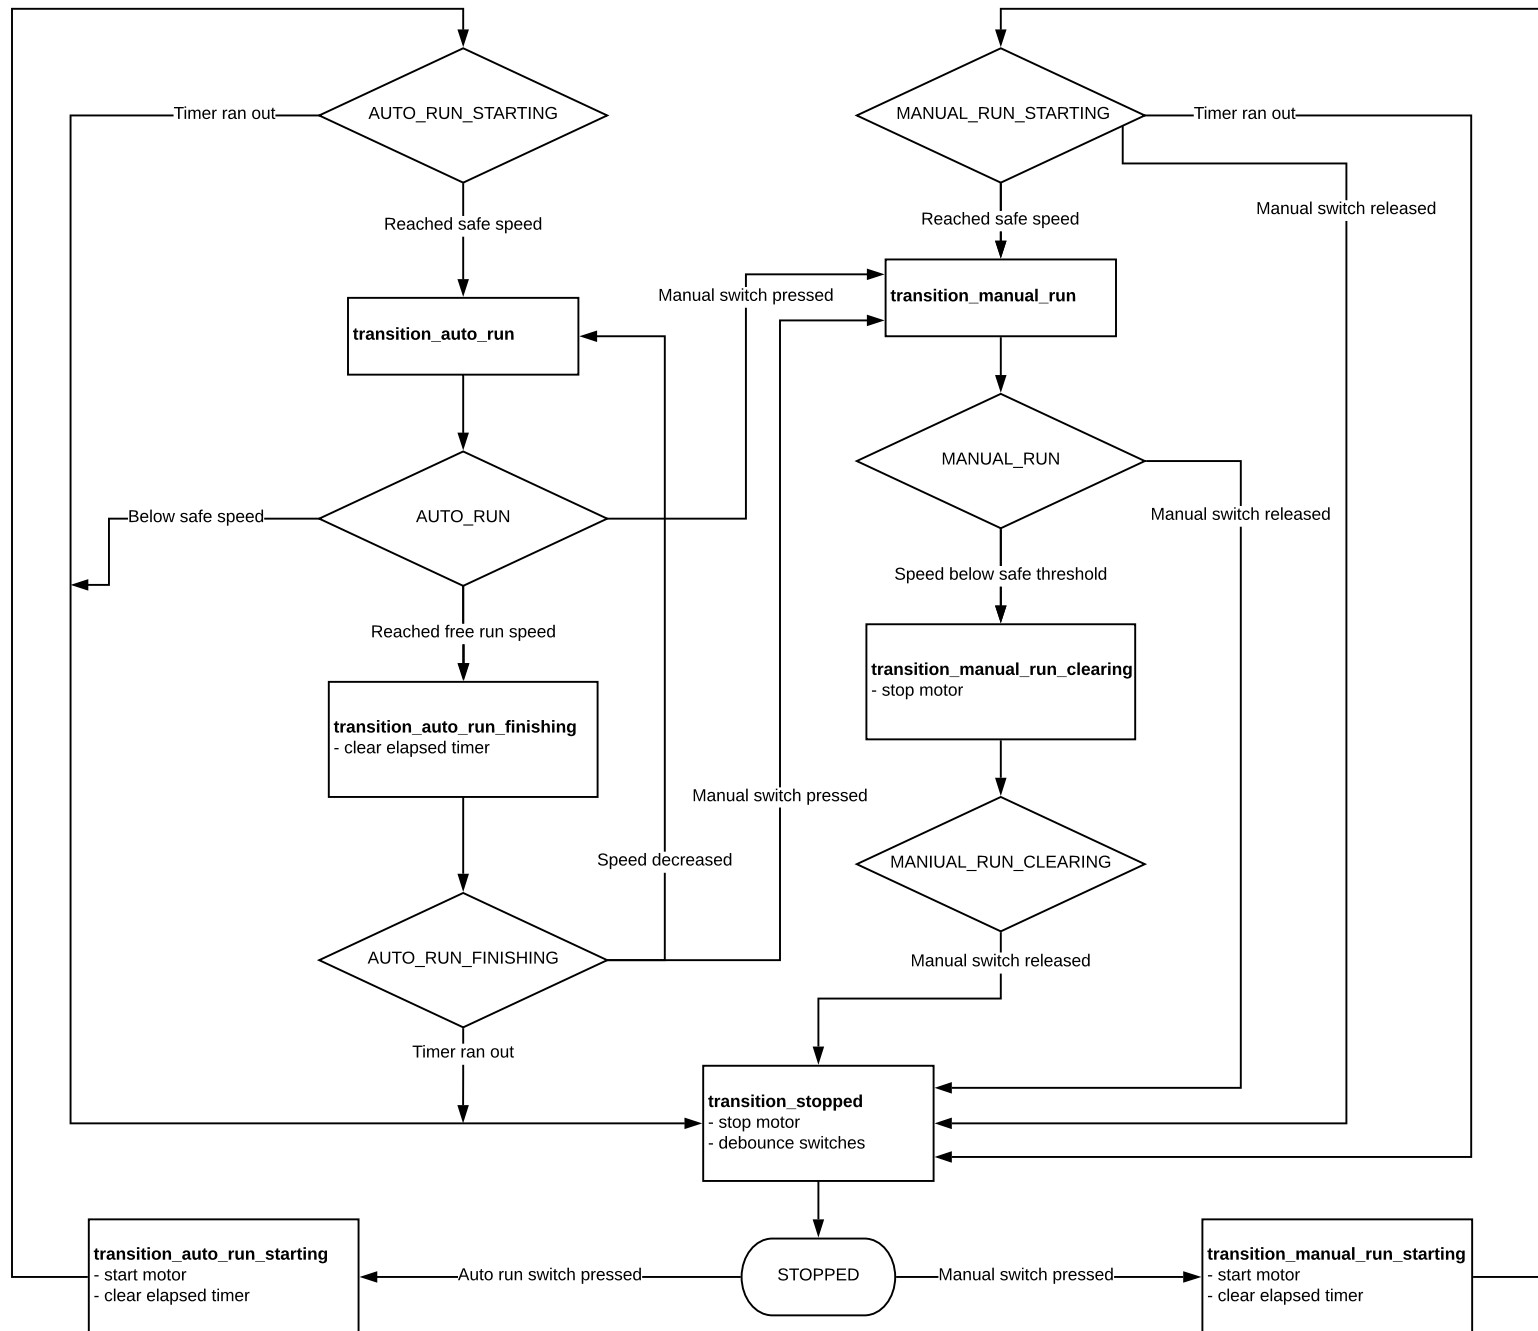 AUTO_RUN_STARTING
MANUAL_RUN_STARTING
Timer ran out
Timer ran out
Manual switch released
Reached safe speed
Reached safe speed
Manual switch pressed
transition_manual_run
transition_auto_run
MANUAL_RUN
AUTO_RUN
Below safe speed
Manual switch released
Speed below safe threshold
Reached free run speed
transition_manual_run_clearing
- stop motor
transition_auto_run_finishing
- clear elapsed timer
Manual switch pressed
Speed decreased
MANIUAL_RUN_CLEARING
AUTO_RUN_FINISHING
Manual switch released
Timer ran out
transition_stopped
- stop motor
- debounce switches
transition_auto_run_starting
- start motor
- clear elapsed timer
Auto run switch pressed
STOPPED
Manual switch pressed
transition_manual_run_starting
- start motor
- clear elapsed timer